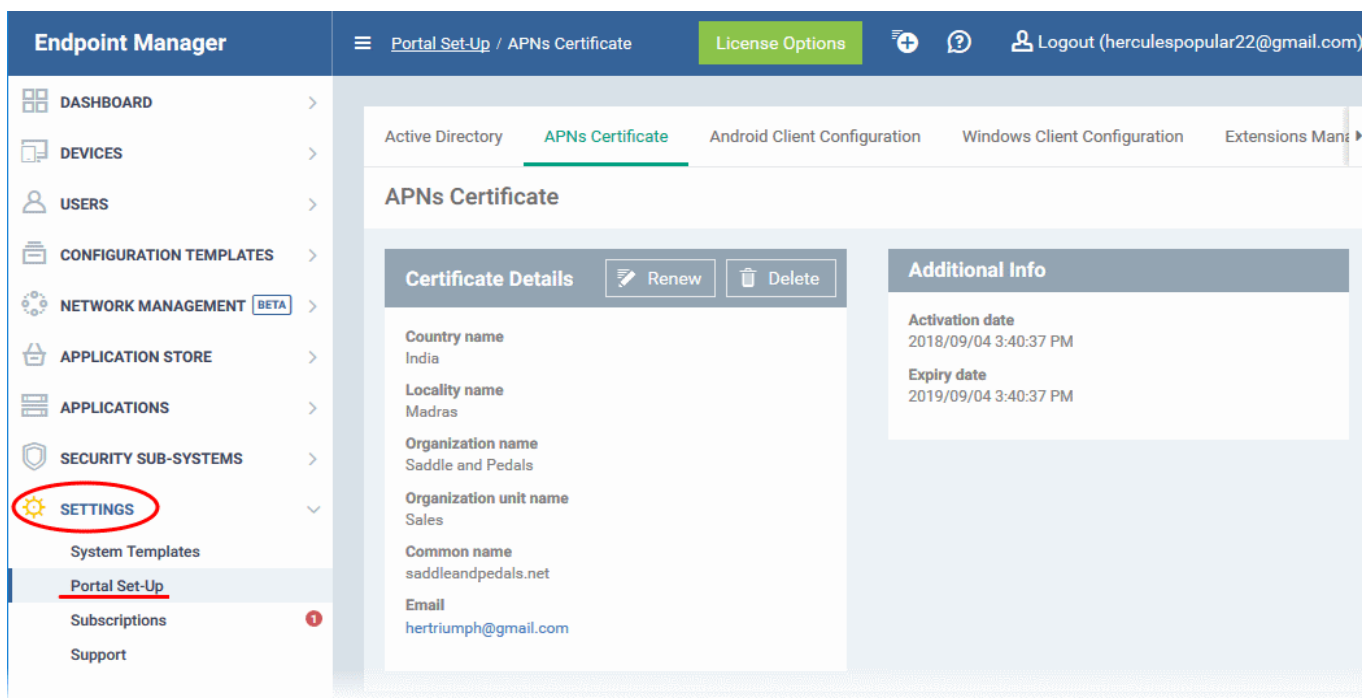 Endpoint Manager
Portal Set-Up / APNs Certificate
License Options
Logout (herculespopular22@gmail.com)
DASHBOARD
DEVICES
USERS
CONFIGURATION TEMPLATES
NETWORK MANAGEMENT BETA
APPLICATION STORE
APPLICATIONS
SECURITY SUB-SYSTEMS
SETTINGS
System Templates
Portal Set-Up
Subscriptions 1
Support
Active Directory APNs Certificate Android Client Configuration Windows Client Configuration Extensions Mana
APNs Certificate
Certificate Details Renew Delete
Country name
India
Locality name
Madras
Organization name
Saddle and Pedals
Organization unit name
Sales
Common name
saddleandpedals.net
Email
hertriumph@gmail.com
Additional Info
Activation date
2018/09/04 3:40:37 PM
Expiry date
2019/09/04 3:40:37 PM